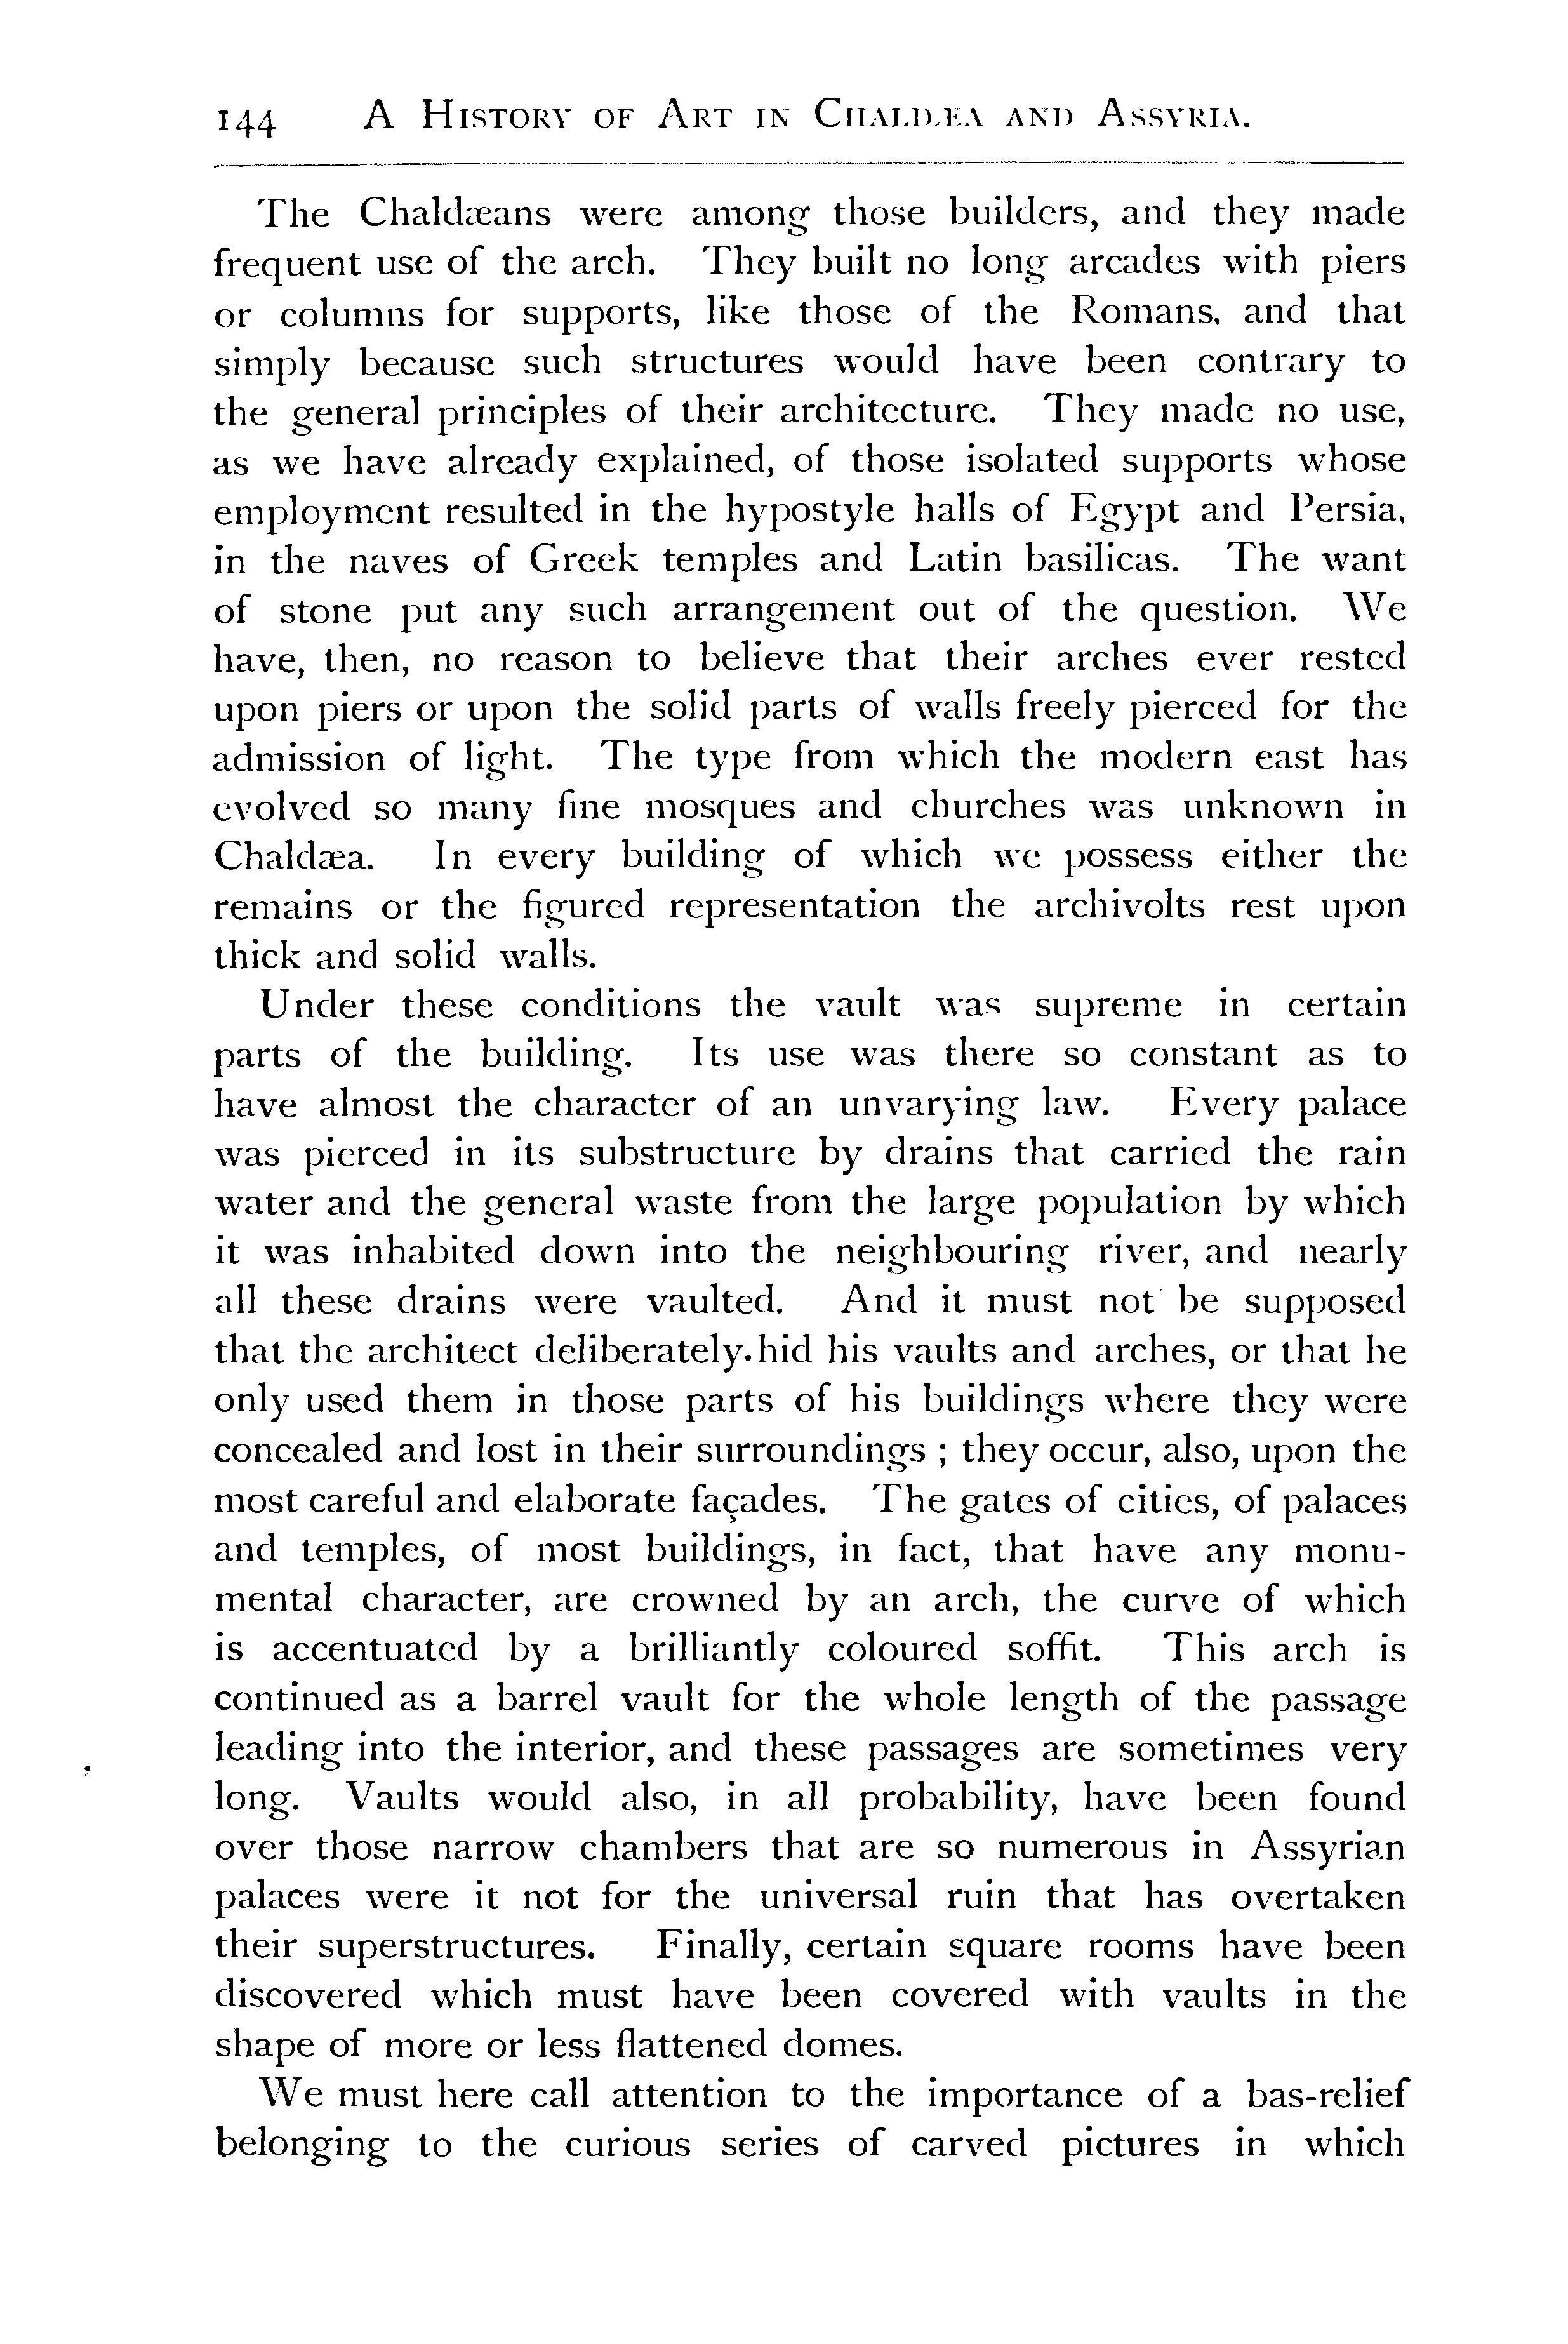 144 A History of Art in Chaldæa and Assyria.
The Chaldæans were among those builders, and they made
frequent use of the arch. They built no long arcades with piers
or columns for supports, like those of the Romans, and that
simply because such structures would have been contrary to
the general principles of their architecture. They made no use,
as we have already explained, of those isolated supports whose
employment resulted in the hypostyle halls of Egypt and Persia,
in the naves of Greek temples and Latin basilicas. The want
of stone put any such arrangement out of the question. We
have, then, no reason to believe that their arches ever rested
upon piers or upon the solid parts of walls freely pierced for the
admission of light. The type from which the modern east has
evolved so many fine mosques and churches was unknown in
Chaldæa. In every building of which we possess either the
remains or the figured representation the archivolts rest upon
thick and solid walls.
Under these conditions the vault was supreme in certain
parts of the building. Its use was there so constant as to
have almost the character of an unvarying law. Every palace
was pierced in its substructure by drains that carried the rain
water and the general waste from the large population by which
it was inhabited down into the neighbouring river, and nearly
all these drains were vaulted. And it must not be supposed
that the architect deliberately hid his vaults and arches, or that he
only used them in those parts of his buildings where they were
concealed and lost in their surroundings ; they occur, also, upon the
most careful and elaborate façades. The gates of cities, of palaces
and temples, of most buildings, in fact, that have any monu-
mental character, are crowned by an arch, the curve of which
is accentuated by a brilliantly coloured soffit. This arch is
continued as a barrel vault for the whole length of the passage
leading into the interior, and these passages are sometimes very
long. Vaults would also, in all probability, have been found
over those narrow chambers that are so numerous in Assyrian
palaces were it not for the universal ruin that has overtaken
their superstructures. Finally, certain square rooms have been
discovered which must have been covered with vaults in the
shape of more or less flattened domes.
We must here call attention to the importance of a bas-relief
belonging to the curious series of carved pictures in which